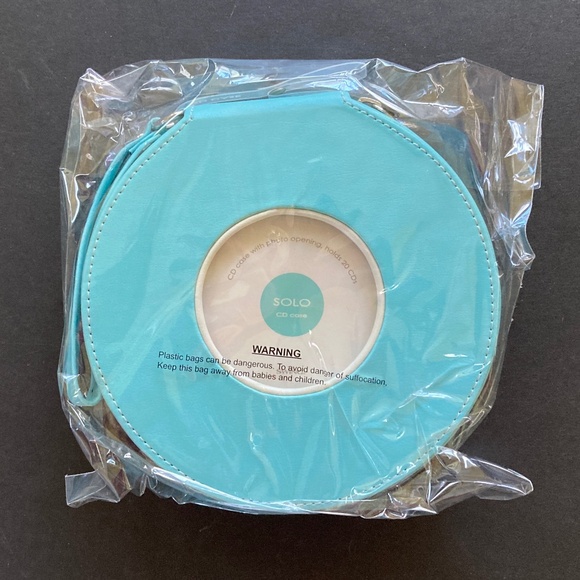 CD case with photo opening, holds 20 CDs
SOLO
CD case
WARNING
Plastic bags can be dangerous. To avoid danger of suffocation,
Keep this bag away from babies and children.